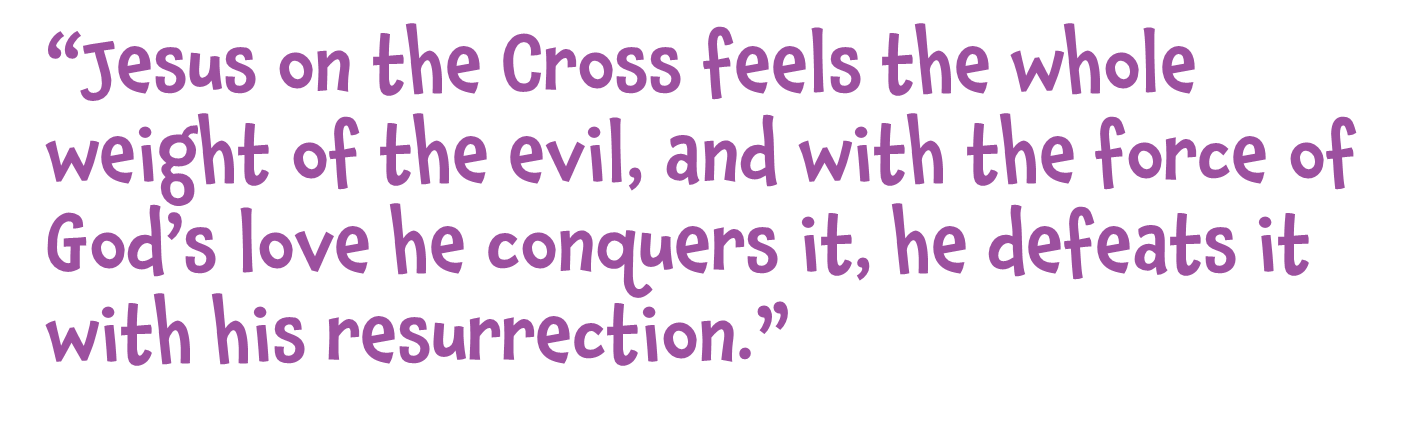 “Jesus on the Cross feels the whole
weight of the evil, and with the force of
God’s love he conquers it, he defeats it
with his resurrection.”